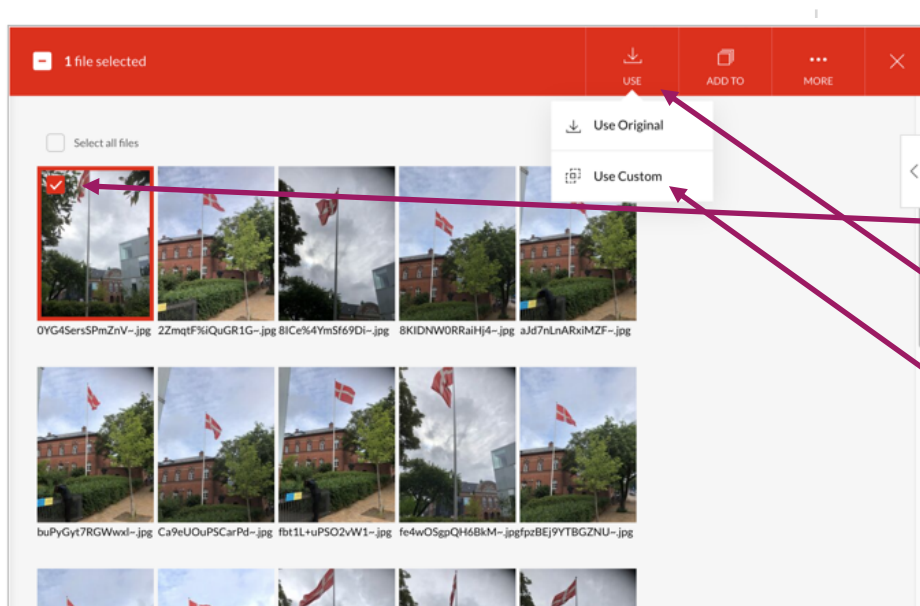 1 file selected
USE
ADD TO
MORE
Use Original
Use Custom
Select all files
0YG4SersSPmZnV~.jpg 2ZmqtF%iQuGR1G~.jpg 8lCe%4YmSf69Di~.jpg 8KIDNW0RRaiHj4~.jpg aJd7nLnARxiMZF~.jpg
buPyGyt7RGWwxl~.jpg Ca9eUOuPSCarPd~.jpg fbt1L+uPSO2vW1~.jpg fe4wOSgpQH6BkM~.jpg fpzBEj9YTBGZNU~.jpg